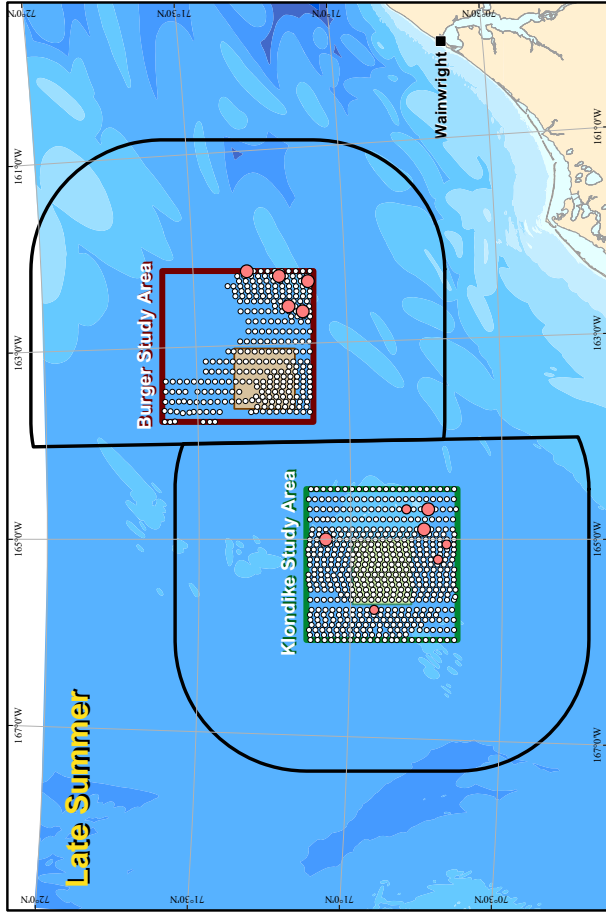 Late Summer
72°0'N
71°30'N
71°0'N
70°30'N
167°0'W
167°0'W
165°0'W
165°0'W
163°0'W
163°0'W
161°0'W
161°0'W
Burger Study Area
Klondike Study Area
Wainwright
72°0'N
71°30'N
71°0'N
70°30'N